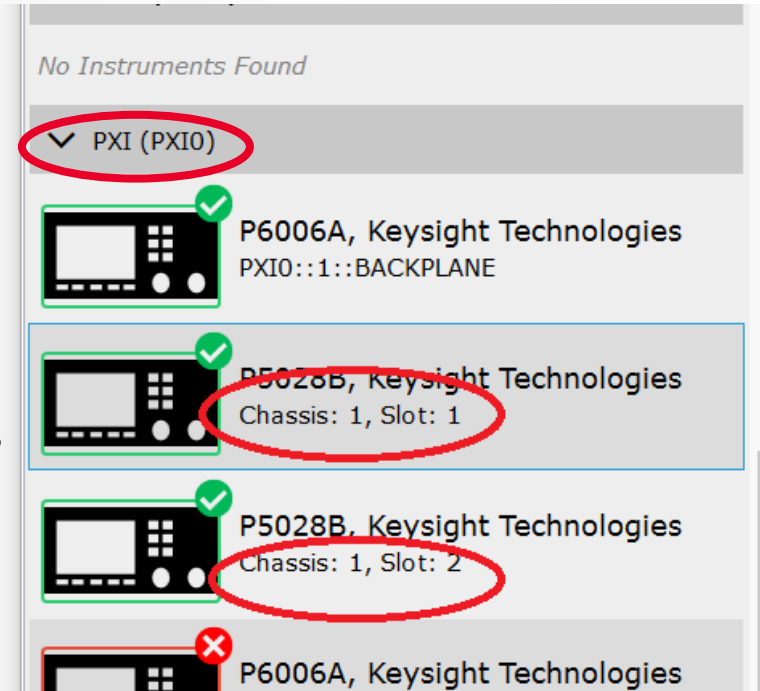 No Instruments Found
PXI (PXI0)
P6006A, Keysight Technologies
PXI0::1::BACKPLANE
P5028B, Keysight Technologies
Chassis: 1, Slot: 1
P5028B, Keysight Technologies
Chassis: 1, Slot: 2
P6006A, Keysight Technologies